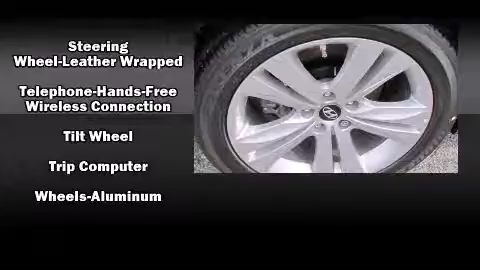 Steering
Wheel-Leather Wrapped
Telephone-Hands-Free
Wireless Connection
Tilt Wheel
Trip Computer
Wheels-Aluminum